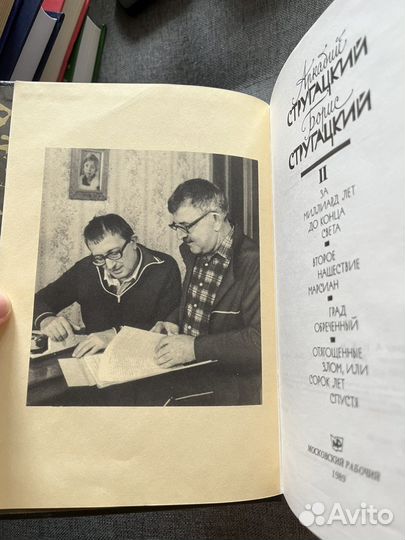 Аркадий
СТРУГАЦКИЙ
Борис
СТРУГАЦКИЙ
II
ЗА
МИЛЛИАРД ЛЕТ
ДО КОНЦА
СВЕТА
ВТОРОЕ
НАШЕСТВИЕ
МАРСИАН
ГРАД
ОБРЕЧЕННЫЙ
ОТЯГОЩЕННЫЕ
ЗЛОМ, ИЛИ
СОРОК ЛЕТ
СПУСТЯ
МОСКОВСКИЙ РАБОЧИЙ
1989
Avito